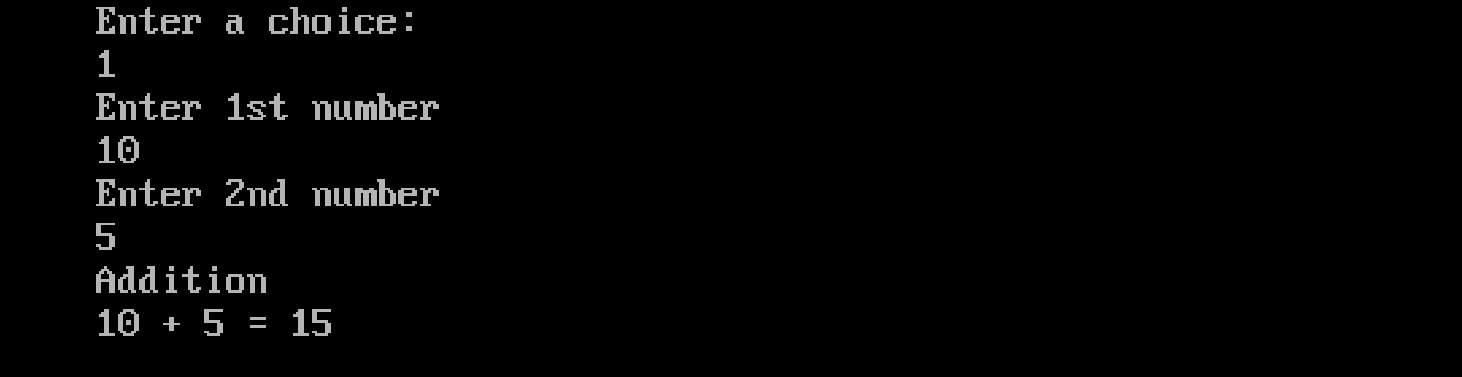 Enter a choice:
1
Enter 1st number
10
Enter 2nd number
5
Addition
10 + 5 = 15